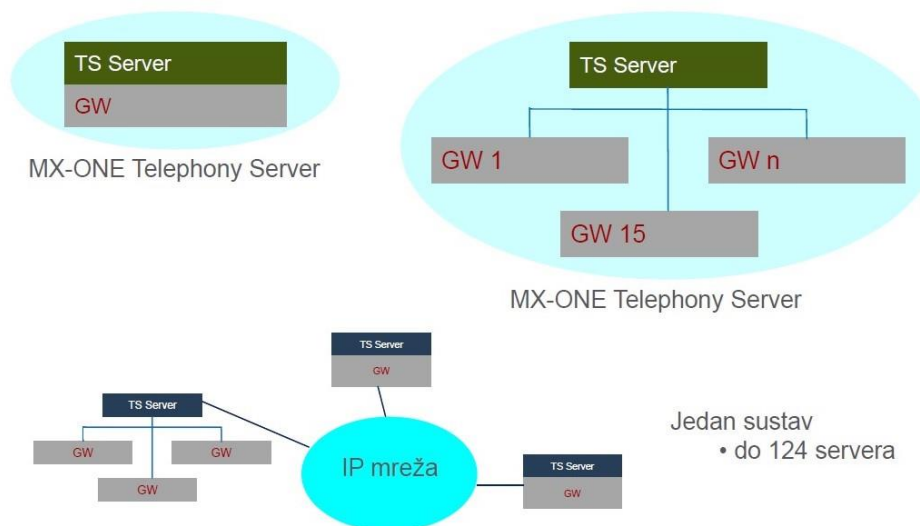 TS Server
GW
MX-ONE Telephony Server
TS Server
GW 1
GW n
GW 15
MX-ONE Telephony Server
TS Server
GW
TS Server
GW
GW
GW
IP mreža
TS Server
GW
Jedan sustav
• do 124 servera